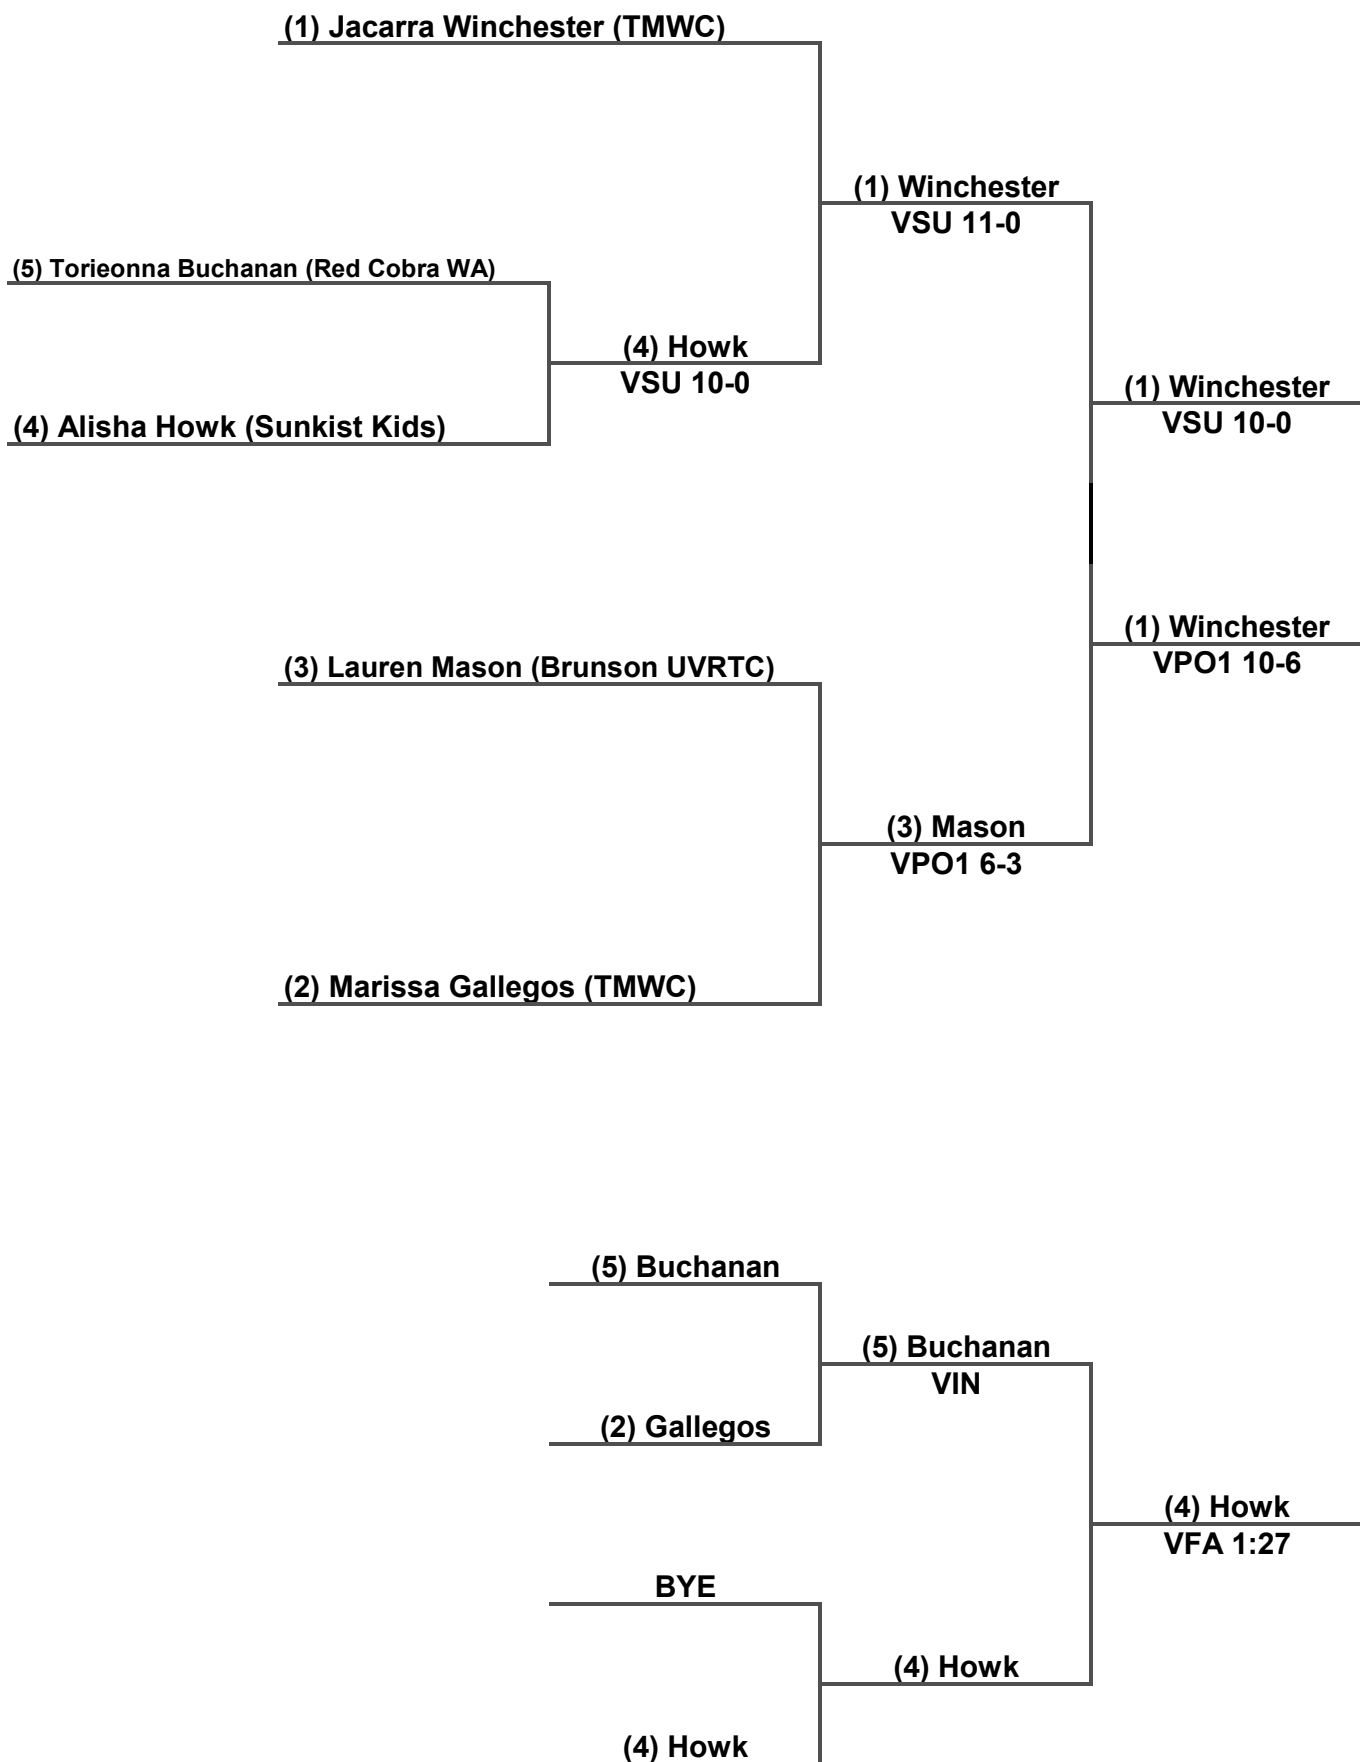 (1) Jacarra Winchester (TMWC)
(1) Winchester
VSU 11-0
(5) Torieonna Buchanan (Red Cobra WA)
(4) Howk
VSU 10-0
(1) Winchester
VSU 10-0
(4) Alisha Howk (Sunkist Kids)
(1) Winchester
VPO1 10-6
(3) Lauren Mason (Brunson UVRTC)
(3) Mason
VPO1 6-3
(2) Marissa Gallegos (TMWC)
(5) Buchanan
(5) Buchanan
VIN
(2) Gallegos
(4) Howk
VFA 1:27
BYE
(4) Howk
(4) Howk